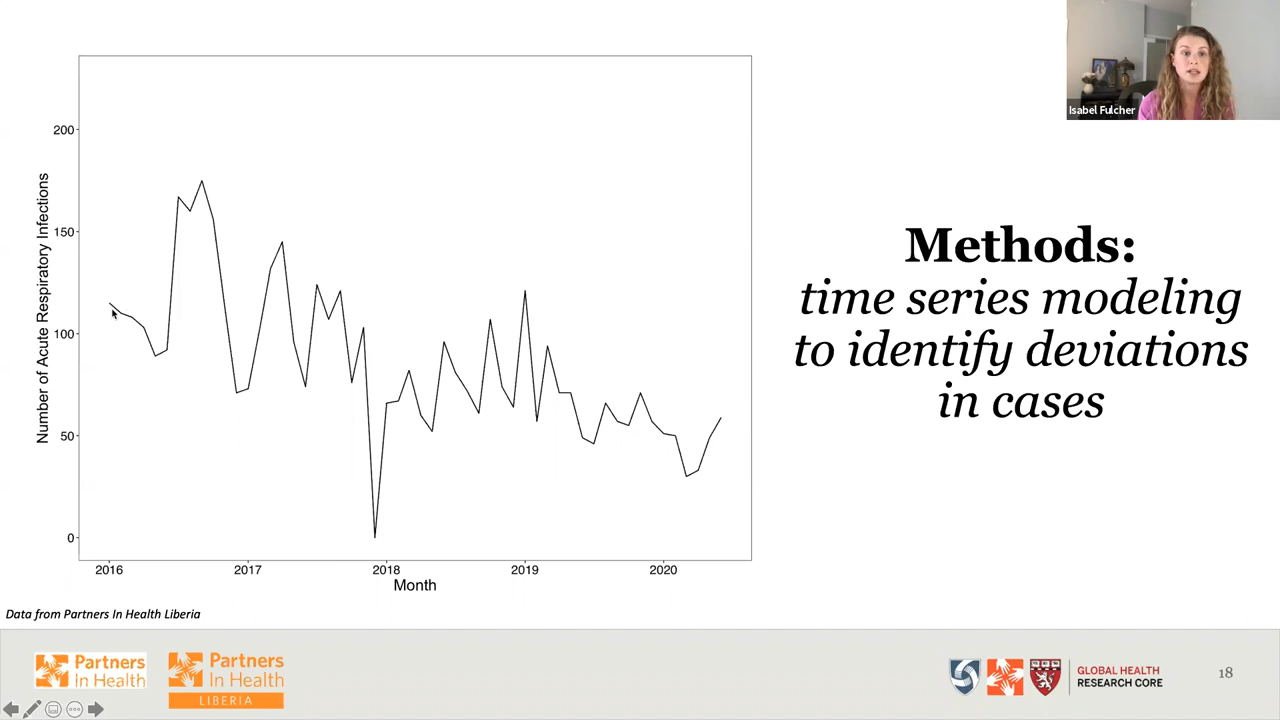 Isabel Fulcher
200
150
100
50
0
Number of Acute Respiratory Infections
2016
2017
2018
2019
2020
Month
Methods:
time series modeling
to identify deviations
in cases
Data from Partners In Health Liberia
Partners
In Health
Partners
In Health
LIBERIA
GLOBAL HEALTH
RESEARCH CORE
18